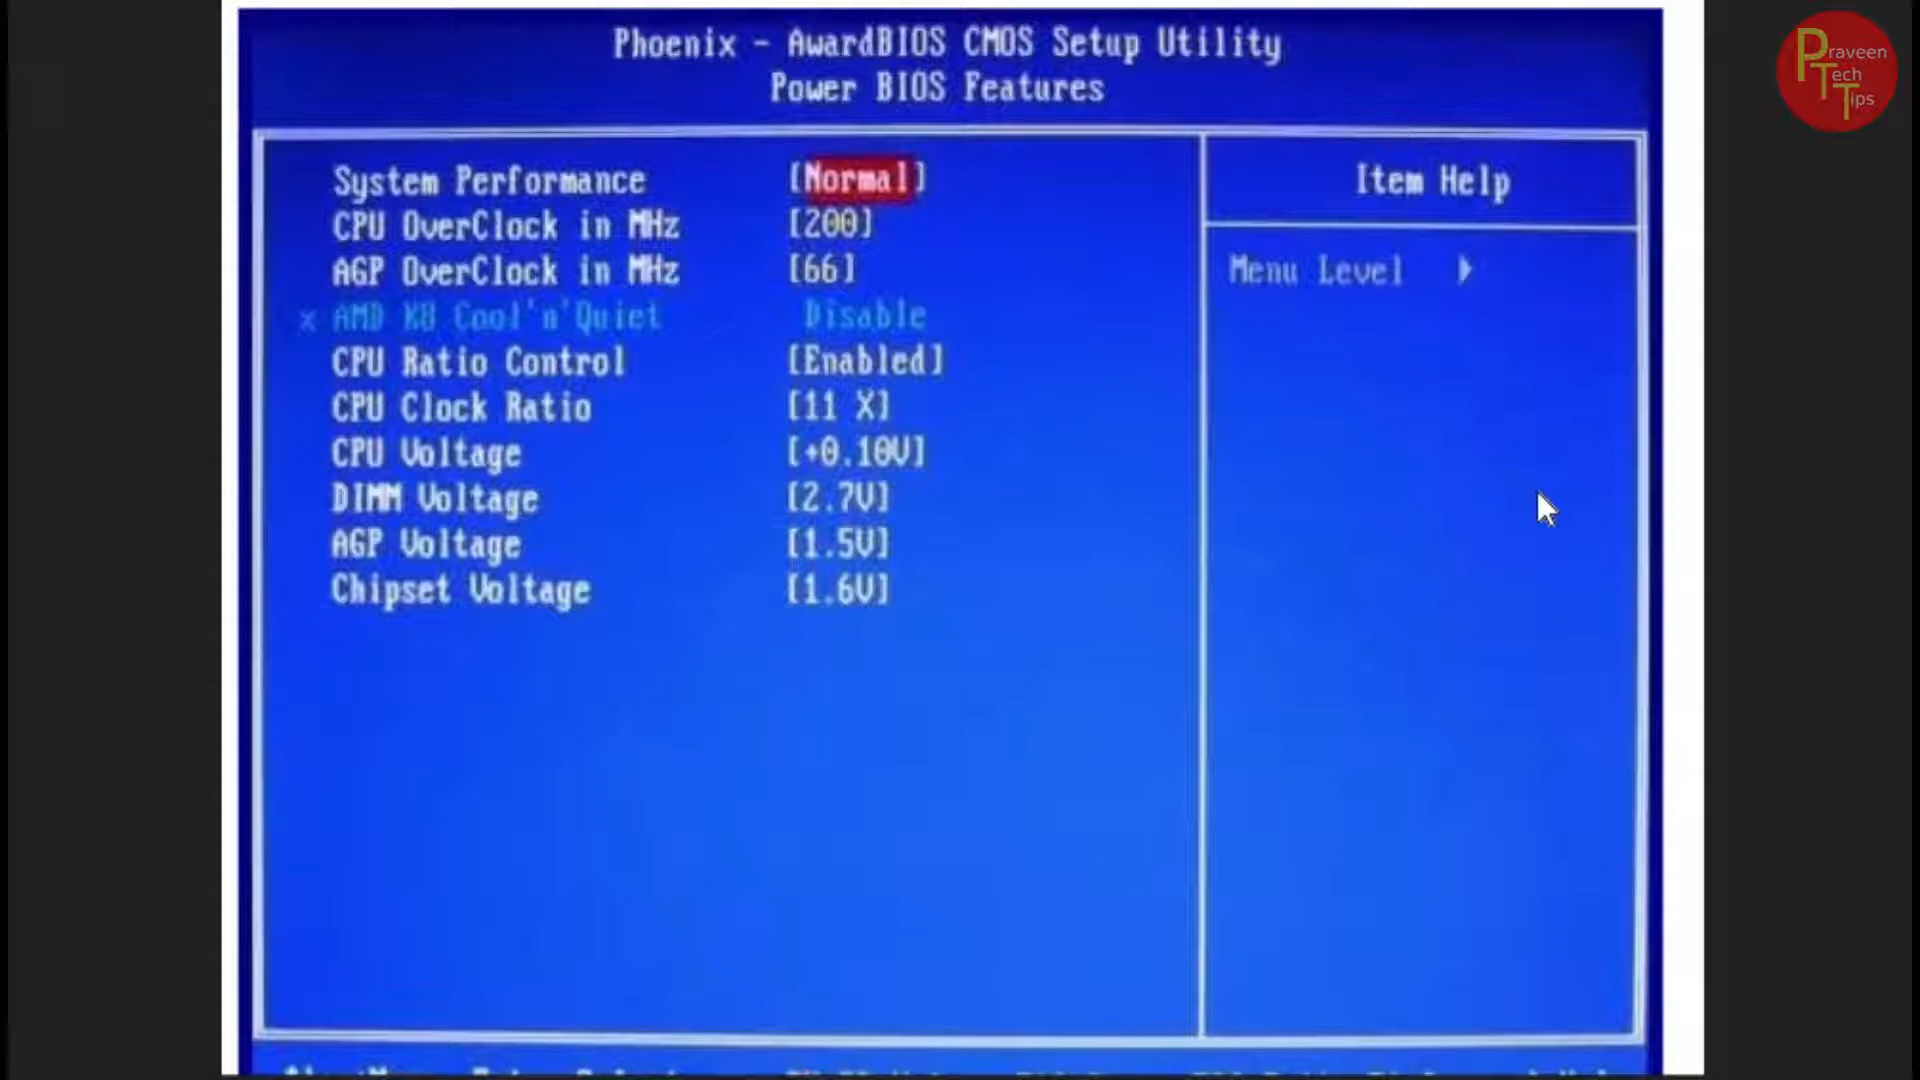 Phoenix - AwardBIOS CMOS Setup Utility
Power BIOS Features
Praveen
Tech
Tips
System Performance [Normal]
CPU OverClock in MHz [200]
AGP OverClock in MHz [66]
x AMD K8 Cool'n'Quiet Disable
CPU Ratio Control [Enabled]
CPU Clock Ratio [11 X]
CPU Voltage [+0.10V]
DIMM Voltage [2.7V]
AGP Voltage [1.5V]
Chipset Voltage [1.6V]
Item Help
Menu Level